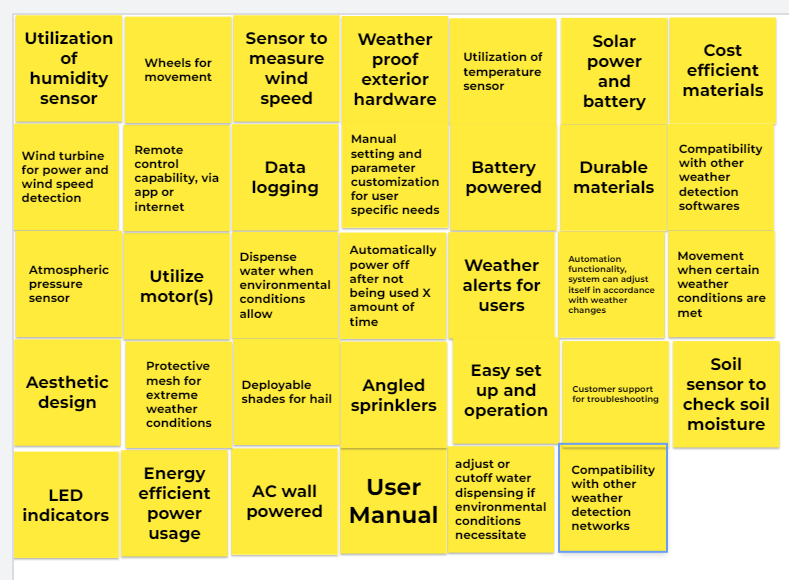 Utilization
of
humidity
sensor
Wheels for
movement
Sensor to
measure
wind
speed
Weather
proof
exterior
hardware
Utilization of
temperature
sensor
Solar
power
and
battery
Cost
efficient
materials
Wind turbine
for power and
wind speed
detection
Remote
control
capability, via
app or
internet
Data
logging
Manual
setting and
parameter
customization
for user
specific needs
Battery
powered
Durable
materials
Compatibility
with other
weather
detection
softwares
Atmospheric
pressure
sensor
Utilize
motor(s)
Dispense
water when
environmental
conditions
allow
Automatically
power off
after not
being used X
amount of
time
Weather
alerts for
users
Automation
functionality,
system can adjust
itself in accordance
with weather
changes
Movement
when certain
weather
conditions are
met
Aesthetic
design
Protective
mesh for
extreme
weather
conditions
Deployable
shades for hail
Angled
sprinklers
Easy set
up and
operation
Customer support
for troubleshooting
Soil
sensor to
check soil
moisture
LED
indicators
Energy
efficient
power
usage
AC wall
powered
User
Manual
adjust or
cutoff water
dispensing if
environmental
conditions
necessitate
Compatibility
with other
weather
detection
networks